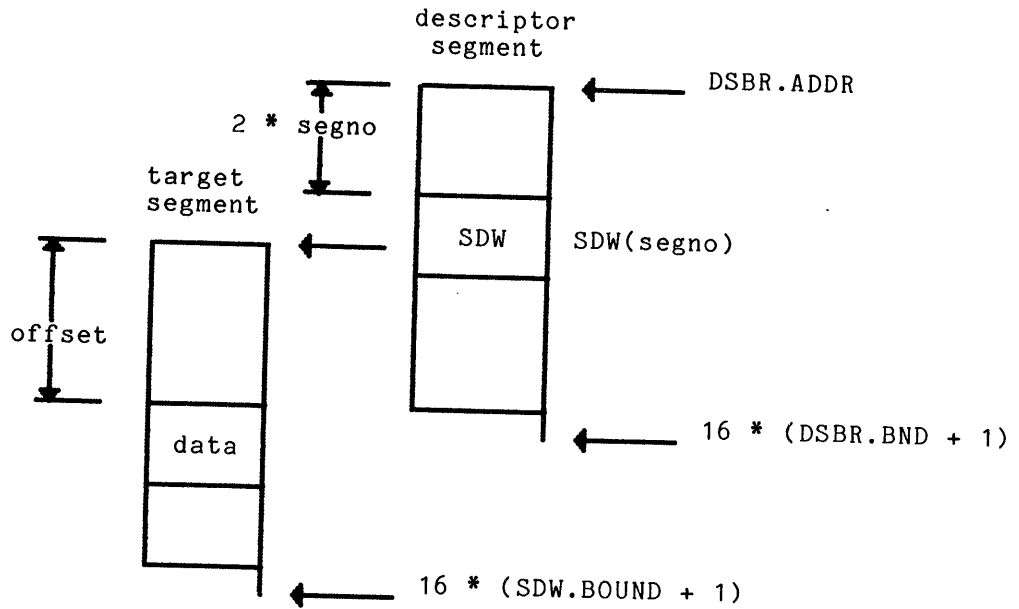 descriptor
segment
DSBR.ADDR
2 * segno
target
segment
SDW
SDW(segno)
offset
data
16 * (DSBR.BND + 1)
16 * (SDW.BOUND + 1)